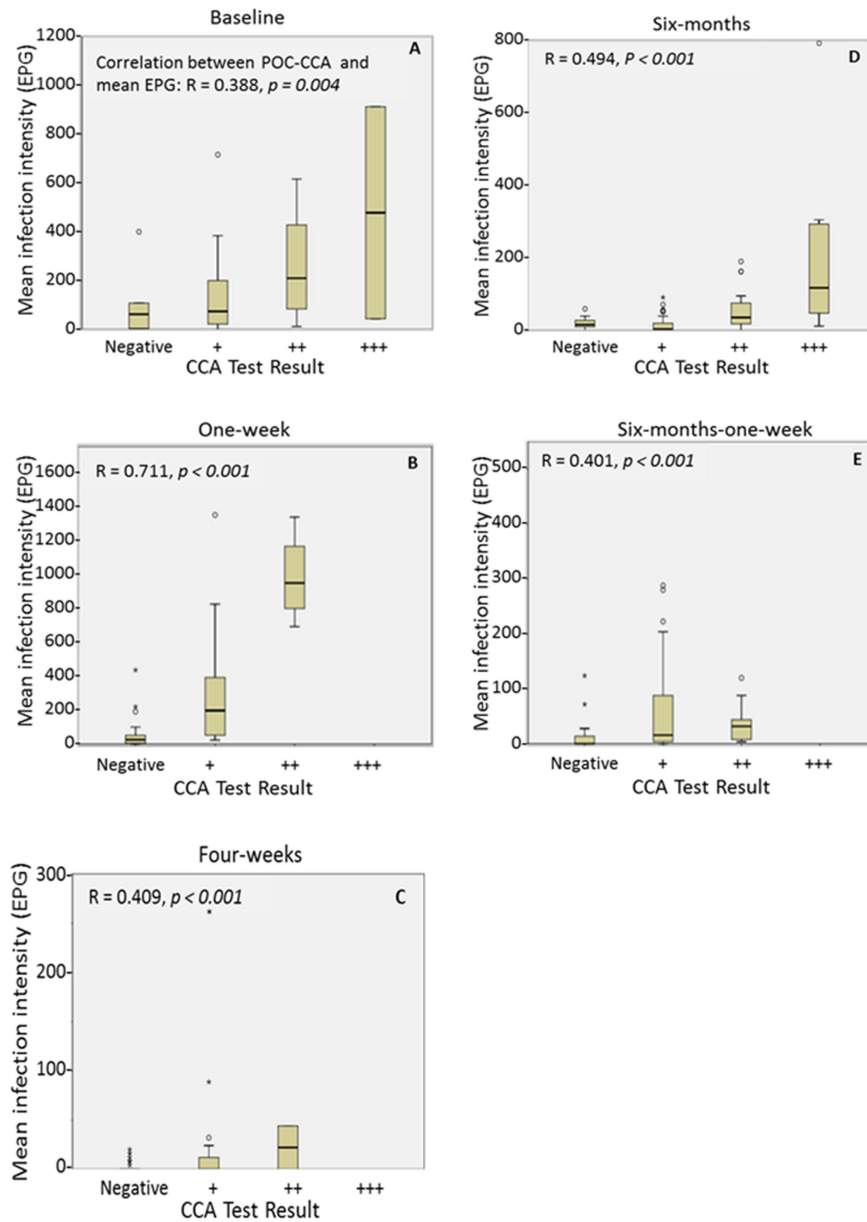 Baseline
A
Correlation between POC-CCA and
mean EPG: R = 0.388, p = 0.004
Mean infection intensity (EPG)
1200
1000
800
600
400
200
0
Negative + ++ +++
CCA Test Result
One-week
B
R = 0.711, p < 0.001
Mean infection intensity (EPG)
1600
1400
1200
1000
800
600
400
200
0
Negative + ++ +++
CCA Test Result
Four-weeks
C
R = 0.409, p < 0.001
Mean infection intensity (EPG)
300
200
100
0
Negative + ++ +++
CCA Test Result
Six-months
D
R = 0.494, P < 0.001
Mean infection intensity (EPG)
800
600
400
200
0
Negative + ++ +++
CCA Test Result
Six-months-one-week
E
R = 0.401, p < 0.001
Mean infection intensity (EPG)
500
400
300
200
100
0
Negative + ++ +++
CCA Test Result